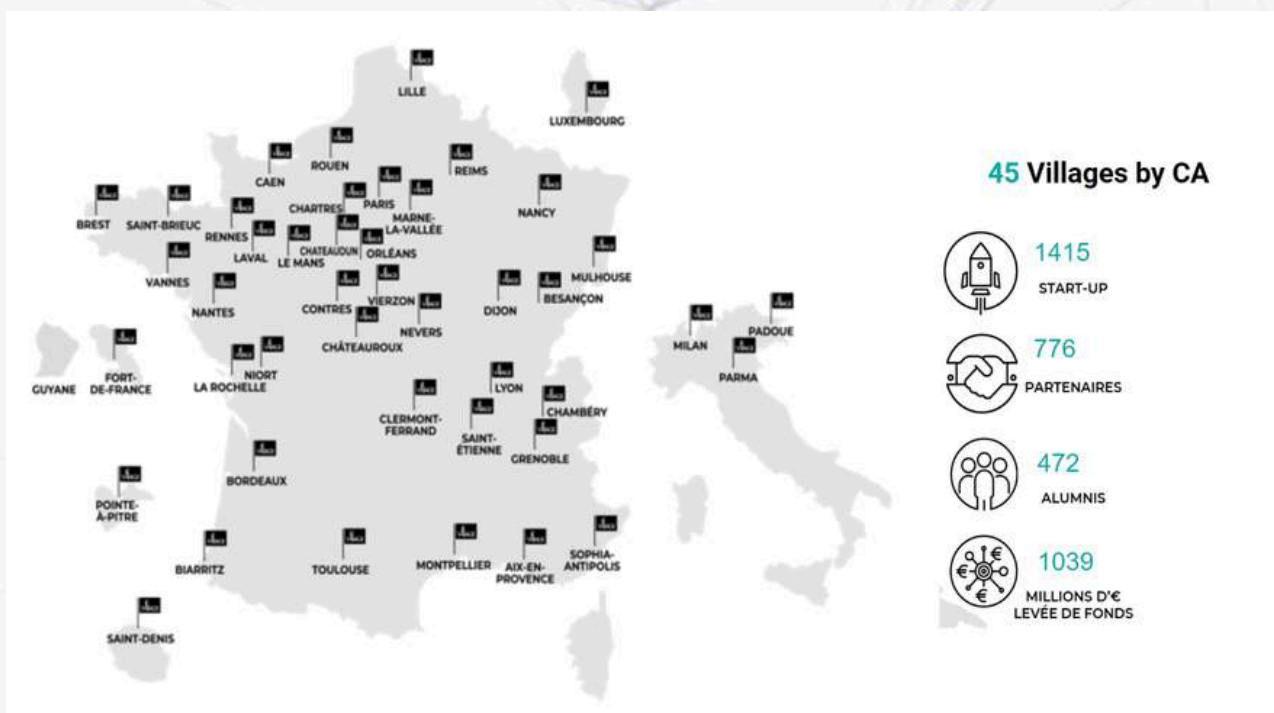 LILLE
LUXEMBOURG
ROUEN
REIMS
CAEN
PARIS
CHARTRES
MARNE-
LA-VALLÉE
NANCY
BREST
SAINT-BRIEUC
RENNES
LAVAL
LE MANS
CHATEAUDUN
ORLÉANS
VANNES
MULHOUSE
NANTES
CONTRES
VIERZON
DIJON
BESANÇON
NEVERS
CHÂTEAUROUX
GUYANE
FORT-
DE-FRANCE
LA ROCHELLE
NIORT
LYON
CLERMONT-
FERRAND
CHAMBÉRY
SAINT-
ÉTIENNE
GRENOBLE
BORDEAUX
POINTE-
À-PITRE
BIARRITZ
TOULOUSE
MONTPELLIER
AIX-EN-
PROVENCE
SOPHIA-
ANTIPOLIS
SAINT-DENIS
MILAN
PADOUE
PARMA
45 Villages by CA
1415
START-UP
776
PARTENAIRES
472
ALUMNIS
1039
MILLIONS D'€
LEVÉE DE FONDS